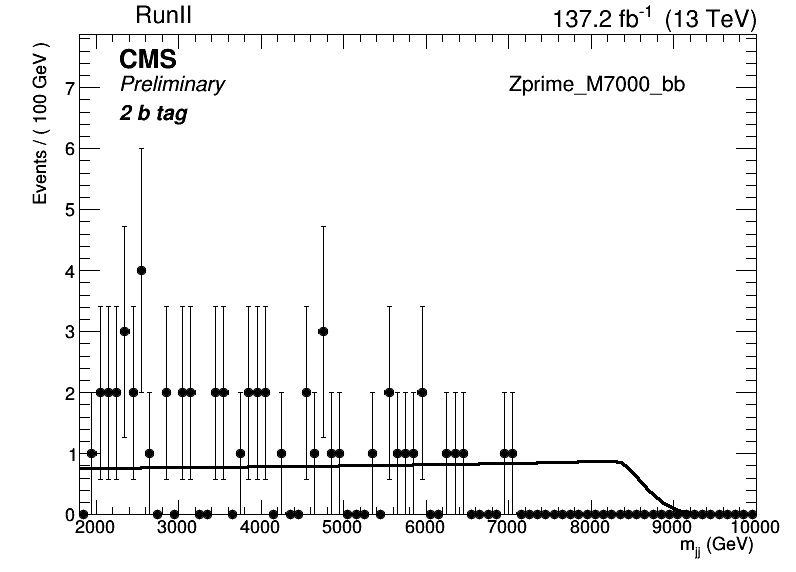 RunII
137.2 fb⁻¹ (13 TeV)
CMS
Preliminary
2 b tag
Zprime_M7000_bb
Events / ( 100 GeV )
7
6
5
4
3
2
1
0
2000 3000 4000 5000 6000 7000 8000 9000 10000
m_jj (GeV)